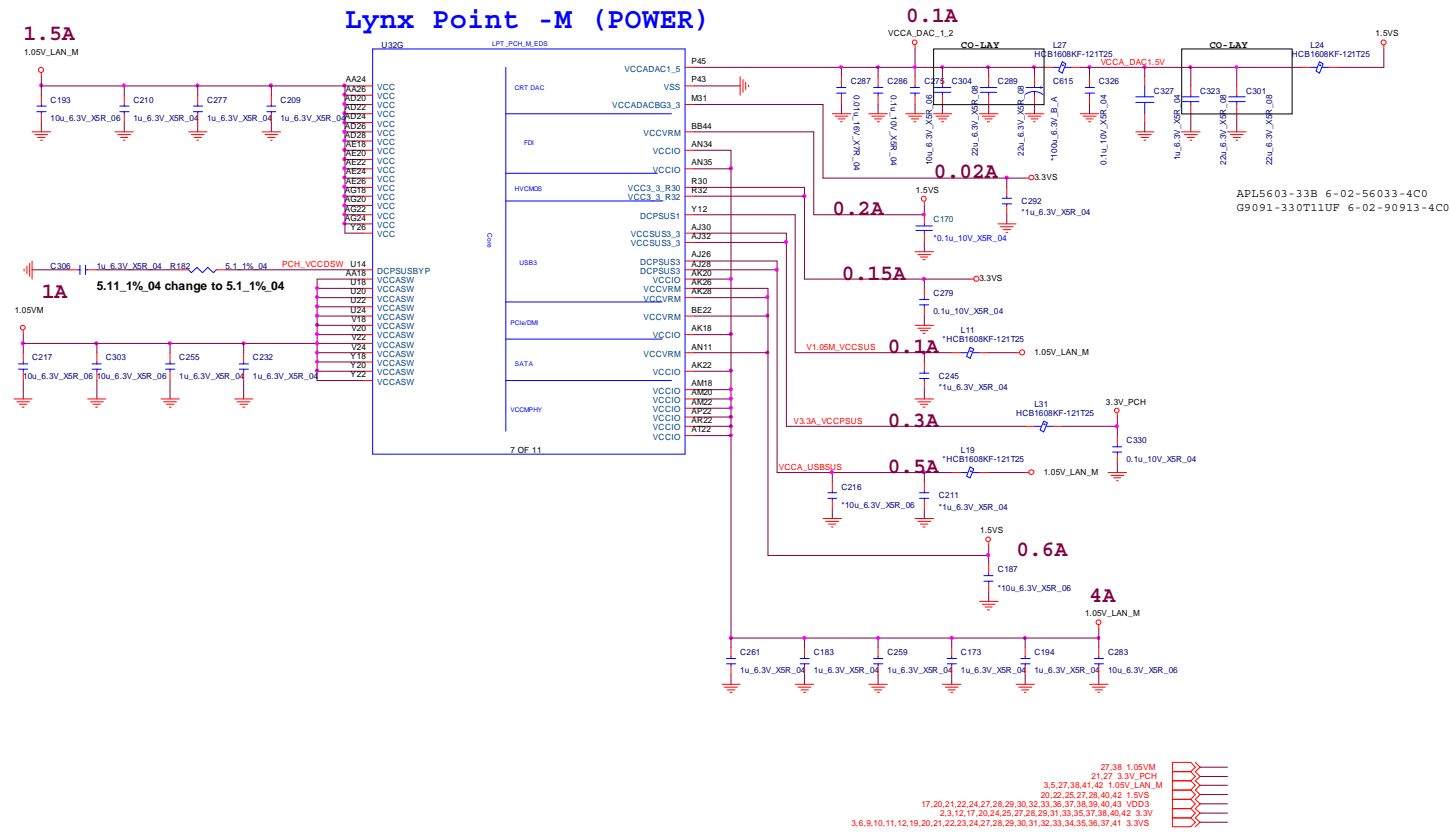 Lynx Point -M (POWER)
1.5A
1.05V_LAN_M
C193
10u_6.3V_X5R_06
C210
1u_6.3V_X5R_04
C277
1u_6.3V_X5R_04
C209
1u_6.3V_X5R_04
U32G
LPT_PCH_M_EDS
AA24 VCC
AA26 VCC
AD20 VCC
AD22 VCC
AD24 VCC
AD26 VCC
AD28 VCC
AE18 VCC
AE20 VCC
AE22 VCC
AE24 VCC
AE26 VCC
AG18 VCC
AG20 VCC
AG22 VCC
AG24 VCC
Y26 VCC
C306
1u_6.3V_X5R_04
R182
5.1_1%_04
PCH_VCCDSW
5.11_1%_04 change to 5.1_1%_04
U14 DCPSUSBYP
AA18 VCCASW
U18 VCCASW
U20 VCCASW
U22 VCCASW
U24 VCCASW
V18 VCCASW
V20 VCCASW
V22 VCCASW
V24 VCCASW
Y18 VCCASW
Y20 VCCASW
Y22 VCCASW
1A
1.05VM
C217
10u_6.3V_X5R_06
C303
10u_6.3V_X5R_06
C255
1u_6.3V_X5R_04
C232
1u_6.3V_X5R_04
Core
CRT DAC
FDI
HVCMOS
USB3
PCIe/DMI
SATA
VCCMPHY
7 OF 11
VCCADAC1_5 P45
VSS P43
VCCADACBG3_3 M31
VCCVRM BB44
VCCIO AN34
VCCIO AN35
VCC3_3_R30 R30
VCC3_3_R32 R32
DCPSUS1 Y12
VCCSUS3_3 AJ30
VCCSUS3_3 AJ32
DCPSUS3 AJ26
DCPSUS3 AJ28
VCCIO AK20
VCCVRM AK26
VCCVRM AK28
VCCVRM BE22
VCCIO AK18
VCCVRM AN11
VCCIO AK22
VCCIO AM18
VCCIO AM20
VCCIO AM22
VCCIO AP22
VCCIO AR22
VCCIO AT22
0.1A
VCCA_DAC_1_2
C287
0.01u_16V_X7R_04
C286
0.1u_10V_X5R_04
C275
10u_6.3V_X5R_06
CO-LAY
C304
22u_6.3V_X5R_08
C289
22u_6.3V_X5R_08
C615
*100u_6.3V_B_A
L27
HCB1608KF-121T25
C326
0.1u_10V_X5R_04
VCCA_DAC1.5V
C327
1u_6.3V_X5R_04
CO-LAY
C323
22u_6.3V_X5R_08
C301
22u_6.3V_X5R_08
L24
HCB1608KF-121T25
1.5VS
APL5603-33B 6-02-56033-4C0
G9091-330T11UF 6-02-90913-4C0
0.02A
3.3VS
C292
*1u_6.3V_X5R_04
0.2A
1.5VS
C170
*0.1u_10V_X5R_04
0.15A
3.3VS
C279
0.1u_10V_X5R_04
V1.05M_VCCSUS
0.1A
L11
*HCB1608KF-121T25
1.05V_LAN_M
C245
*1u_6.3V_X5R_04
V3.3A_VCCPSUS
0.3A
L31
HCB1608KF-121T25
3.3V_PCH
C330
0.1u_10V_X5R_04
VCCA_USBSUS
0.5A
L19
*HCB1608KF-121T25
1.05V_LAN_M
C216
*10u_6.3V_X5R_06
C211
*1u_6.3V_X5R_04
1.5VS
0.6A
C187
*10u_6.3V_X5R_06
4A
1.05V_LAN_M
C261
1u_6.3V_X5R_04
C183
1u_6.3V_X5R_04
C259
1u_6.3V_X5R_04
C173
1u_6.3V_X5R_04
C194
1u_6.3V_X5R_04
C283
10u_6.3V_X5R_06
27,38 1.05VM
21,27 3.3V_PCH
3,5,27,38,41,42 1.05V_LAN_M
20,22,25,27,28,40,42 1.5VS
17,20,21,22,24,27,28,29,30,32,33,36,37,38,39,40,43 VDD3
2,3,12,17,20,24,25,27,28,29,31,33,35,37,38,40,42 3.3V
3,6,9,10,11,12,19,20,21,22,23,24,27,28,29,30,31,32,33,34,35,36,37,41 3.3VS